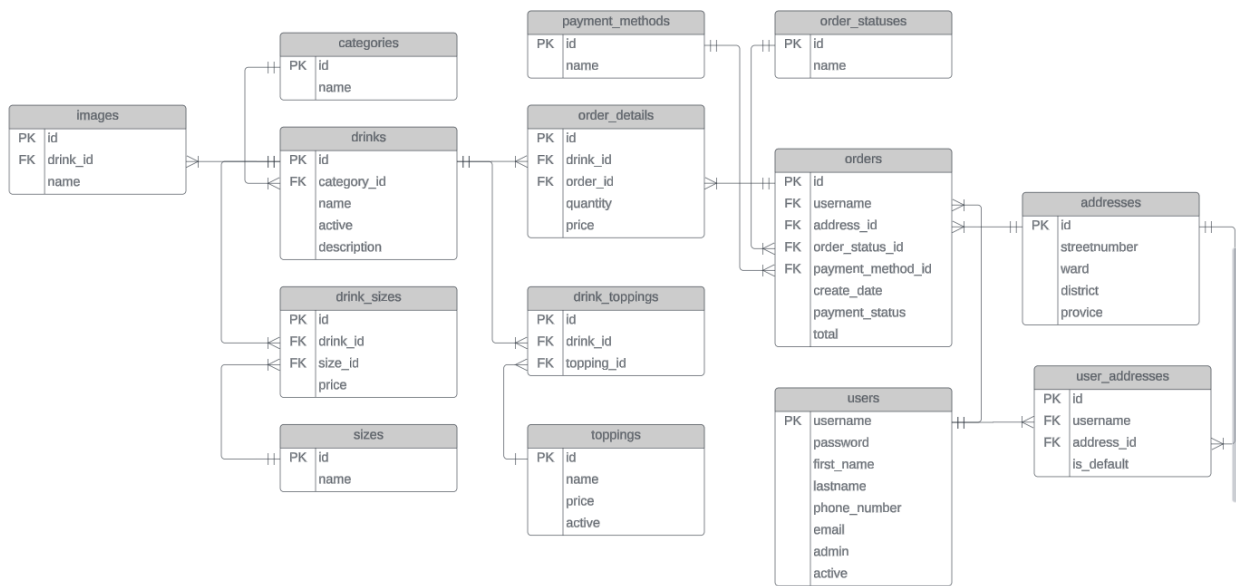 payment_methods
PK id
name
order_statuses
PK id
name
categories
PK id
name
images
PK id
FK drink_id
name
drinks
PK id
FK category_id
name
active
description
order_details
PK id
FK drink_id
FK order_id
quantity
price
orders
PK id
FK username
FK address_id
FK order_status_id
FK payment_method_id
create_date
payment_status
total
addresses
PK id
streetnumber
ward
district
provice
drink_sizes
PK id
FK drink_id
FK size_id
price
drink_toppings
PK id
FK drink_id
FK topping_id
user_addresses
PK id
FK username
FK address_id
is_default
users
PK username
password
first_name
lastname
phone_number
email
admin
active
sizes
PK id
name
toppings
PK id
name
price
active